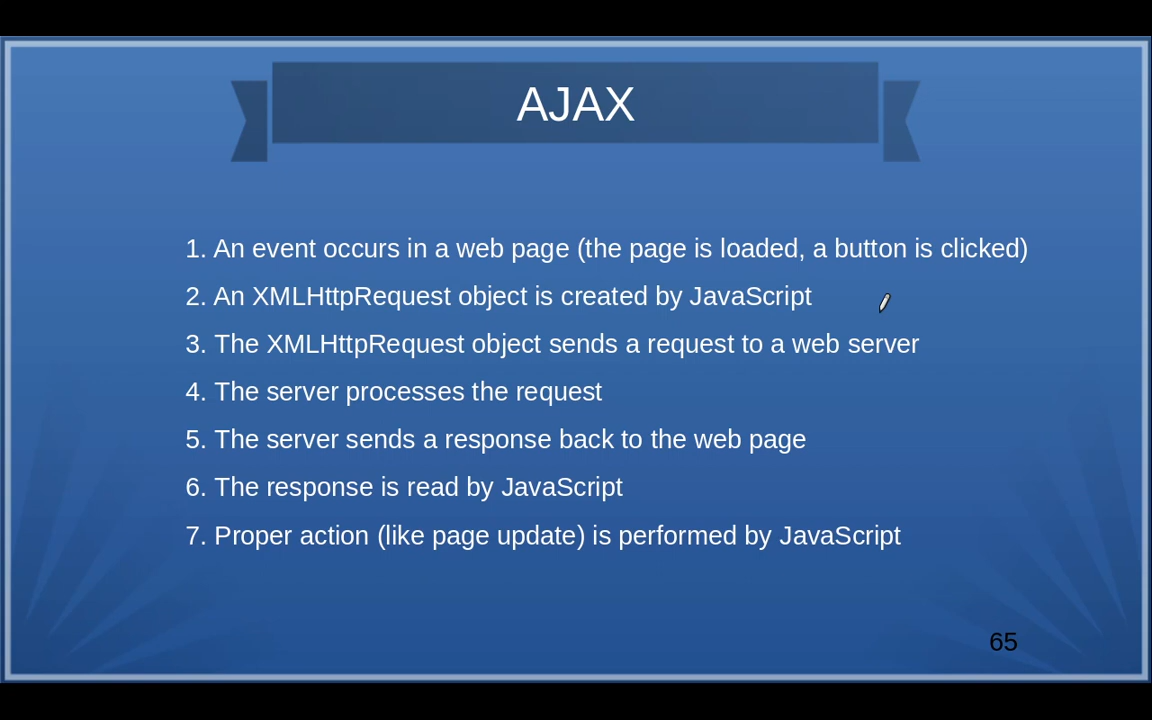 AJAX
1. An event occurs in a web page (the page is loaded, a button is clicked)
2. An XMLHttpRequest object is created by JavaScript
3. The XMLHttpRequest object sends a request to a web server
4. The server processes the request
5. The server sends a response back to the web page
6. The response is read by JavaScript
7. Proper action (like page update) is performed by JavaScript
65